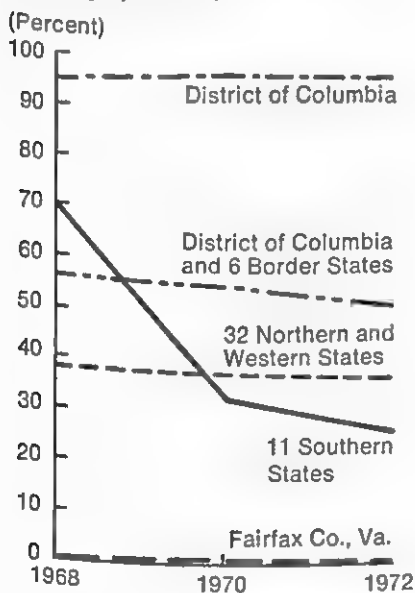 (Percent)
100
90
80
70
60
50
40
30
20
10
0
District of Columbia
District of Columbia
and 6 Border States
32 Northern and
Western States
11 Southern
States
Fairfax Co., Va.
1968
1970
1972